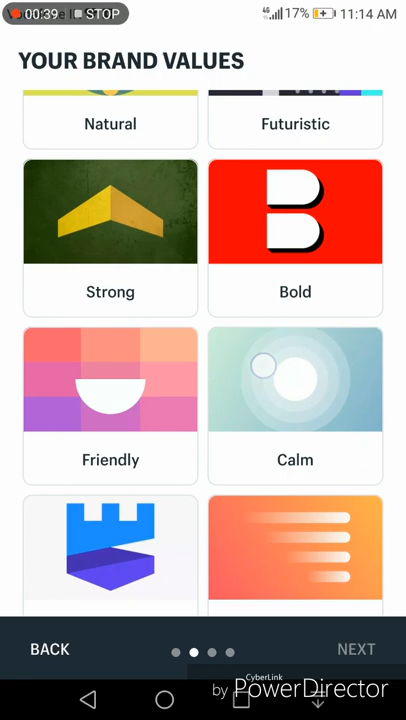 00:39 STOP 4G 17% 11:14 AM
YOUR BRAND VALUES
Natural Futuristic
Strong Bold
Friendly Calm
BACK NEXT
CyberLink
by PowerDirector